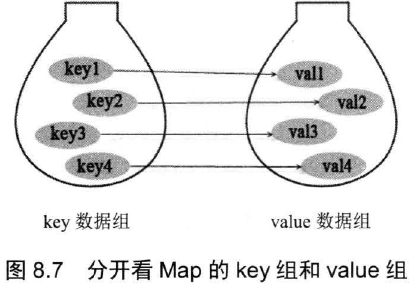 key1 val1
key2 val2
key3 val3
key4 val4
key 数据组 value 数据组
图 8.7 分开看 Map 的 key 组和 value 组